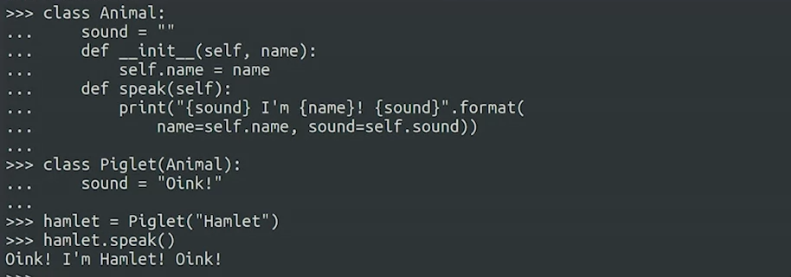 >>> class Animal:
...     sound = ""
...     def __init__(self, name):
...         self.name = name
...     def speak(self):
...         print("{sound} I'm {name}! {sound}".format(
...             name=self.name, sound=self.sound))
...
>>> class Piglet(Animal):
...     sound = "Oink!"
...
>>> hamlet = Piglet("Hamlet")
>>> hamlet.speak()
Oink! I'm Hamlet! Oink!
>>>